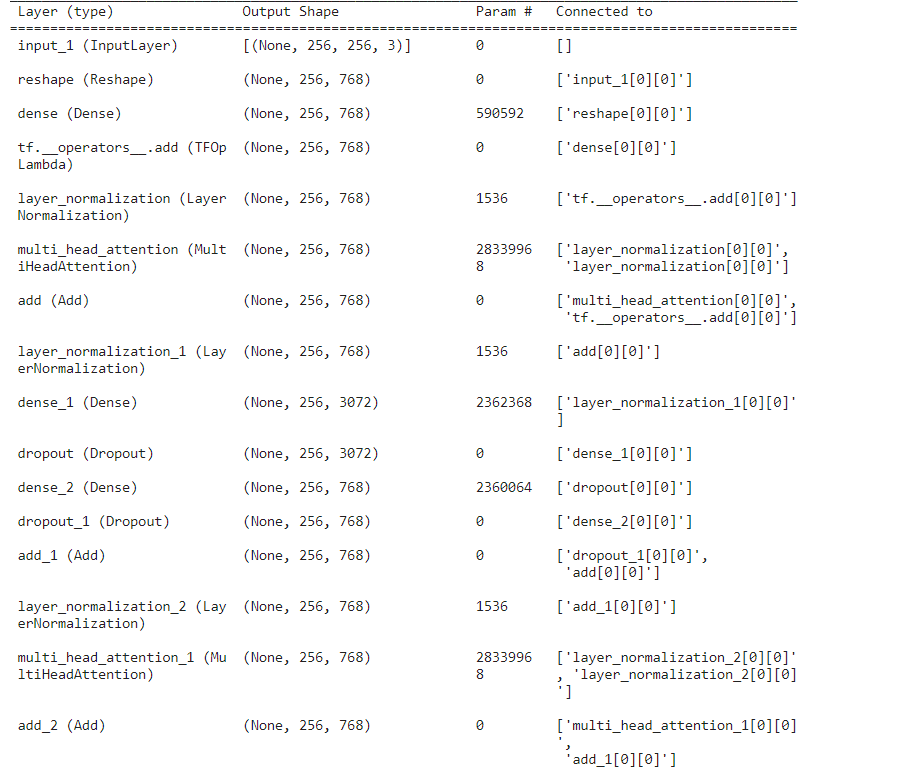 Layer (type) Output Shape Param # Connected to
==================================================================================================
input_1 (InputLayer) [(None, 256, 256, 3)] 0 []
reshape (Reshape) (None, 256, 768) 0 ['input_1[0][0]']
dense (Dense) (None, 256, 768) 590592 ['reshape[0][0]']
tf.__operators__.add (TFOp (None, 256, 768) 0 ['dense[0][0]']
Lambda)
layer_normalization (Layer (None, 256, 768) 1536 ['tf.__operators__.add[0][0]']
Normalization)
multi_head_attention (Mult (None, 256, 768) 2833996 ['layer_normalization[0][0]',
iHeadAttention) 8 'layer_normalization[0][0]']
add (Add) (None, 256, 768) 0 ['multi_head_attention[0][0]',
'tf.__operators__.add[0][0]']
layer_normalization_1 (Lay (None, 256, 768) 1536 ['add[0][0]']
erNormalization)
dense_1 (Dense) (None, 256, 3072) 2362368 ['layer_normalization_1[0][0]'
]
dropout (Dropout) (None, 256, 3072) 0 ['dense_1[0][0]']
dense_2 (Dense) (None, 256, 768) 2360064 ['dropout[0][0]']
dropout_1 (Dropout) (None, 256, 768) 0 ['dense_2[0][0]']
add_1 (Add) (None, 256, 768) 0 ['dropout_1[0][0]',
'add[0][0]']
layer_normalization_2 (Lay (None, 256, 768) 1536 ['add_1[0][0]']
erNormalization)
multi_head_attention_1 (Mu (None, 256, 768) 2833996 ['layer_normalization_2[0][0]'
ltiHeadAttention) 8 , 'layer_normalization_2[0][0]
']
add_2 (Add) (None, 256, 768) 0 ['multi_head_attention_1[0][0]
',
'add_1[0][0]']